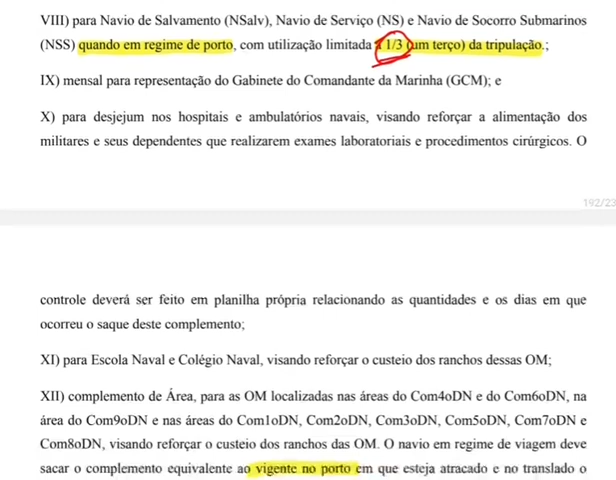 VIII) para Navio de Salvamento (NSalv), Navio de Serviço (NS) e Navio de Socorro Submarinos
(NSS) quando em regime de porto, com utilização limitada a 1/3 (um terço) da tripulação.;
IX) mensal para representação do Gabinete do Comandante da Marinha (GCM); e
X) para desjejum nos hospitais e ambulatórios navais, visando reforçar a alimentação dos
militares e seus dependentes que realizarem exames laboratoriais e procedimentos cirúrgicos. O
192/23
controle deverá ser feito em planilha própria relacionando as quantidades e os dias em que
ocorreu o saque deste complemento;
XI) para Escola Naval e Colégio Naval, visando reforçar o custeio dos ranchos dessas OM;
XII) complemento de Área, para as OM localizadas nas áreas do Com4oDN e do Com6oDN, na
área do Com9oDN e nas áreas do Com1oDN, Com2oDN, Com3oDN, Com5oDN, Com7oDN e
Com8oDN, visando reforçar o custeio dos ranchos das OM. O navio em regime de viagem deve
sacar o complemento equivalente ao vigente no porto em que esteja atracado e no translado o